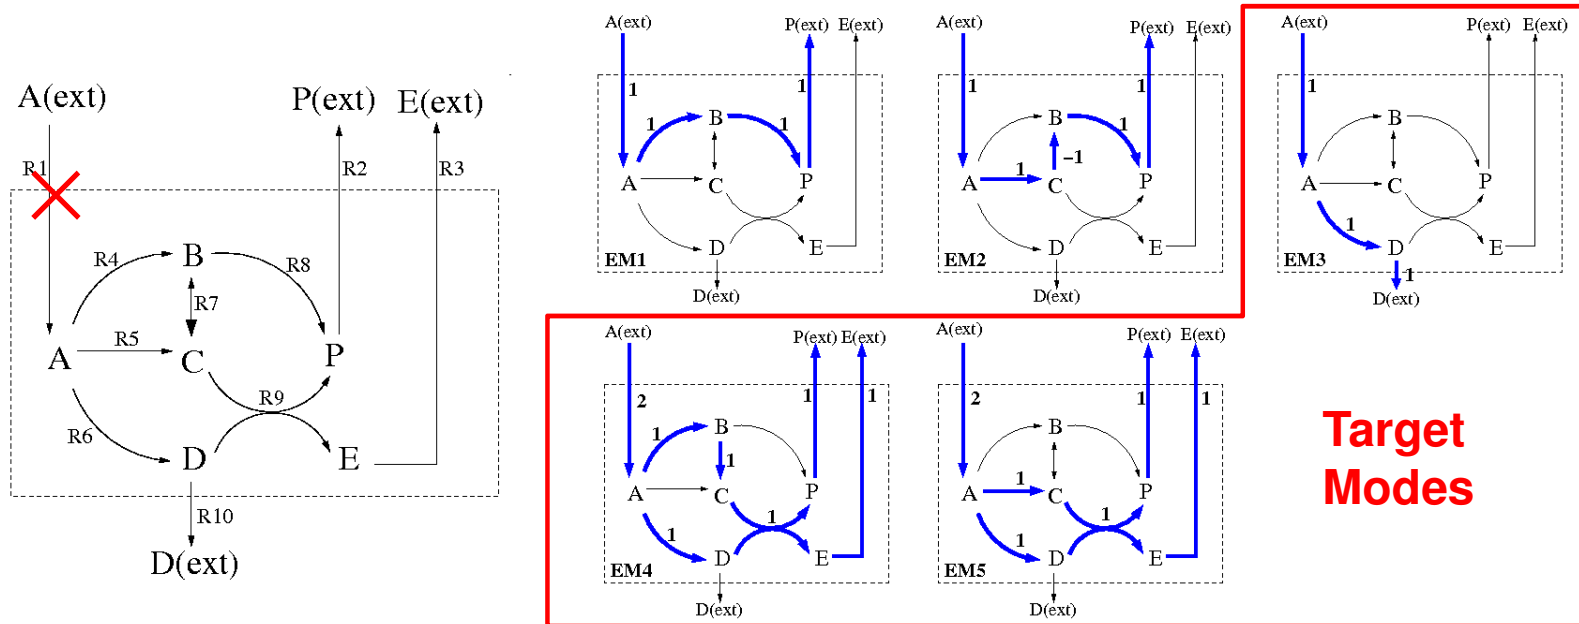 A(ext)
P(ext)
E(ext)
R1
R2
R3
R4
B
R8
R7
A
R5
C
P
R9
R6
D
E
R10
D(ext)
A(ext)
P(ext)
E(ext)
1
1
B
1
1
A
C
P
D
E
EM1
D(ext)
A(ext)
P(ext)
E(ext)
1
1
B
1
−1
A
1
C
P
D
E
EM2
D(ext)
A(ext)
P(ext)
E(ext)
1
B
A
C
P
1
D
E
EM3
1
D(ext)
A(ext)
P(ext)
E(ext)
2
1
1
B
1
1
A
C
P
1
1
D
E
EM4
D(ext)
A(ext)
P(ext)
E(ext)
2
1
1
B
A
1
C
P
1
1
D
E
EM5
D(ext)
Target
Modes